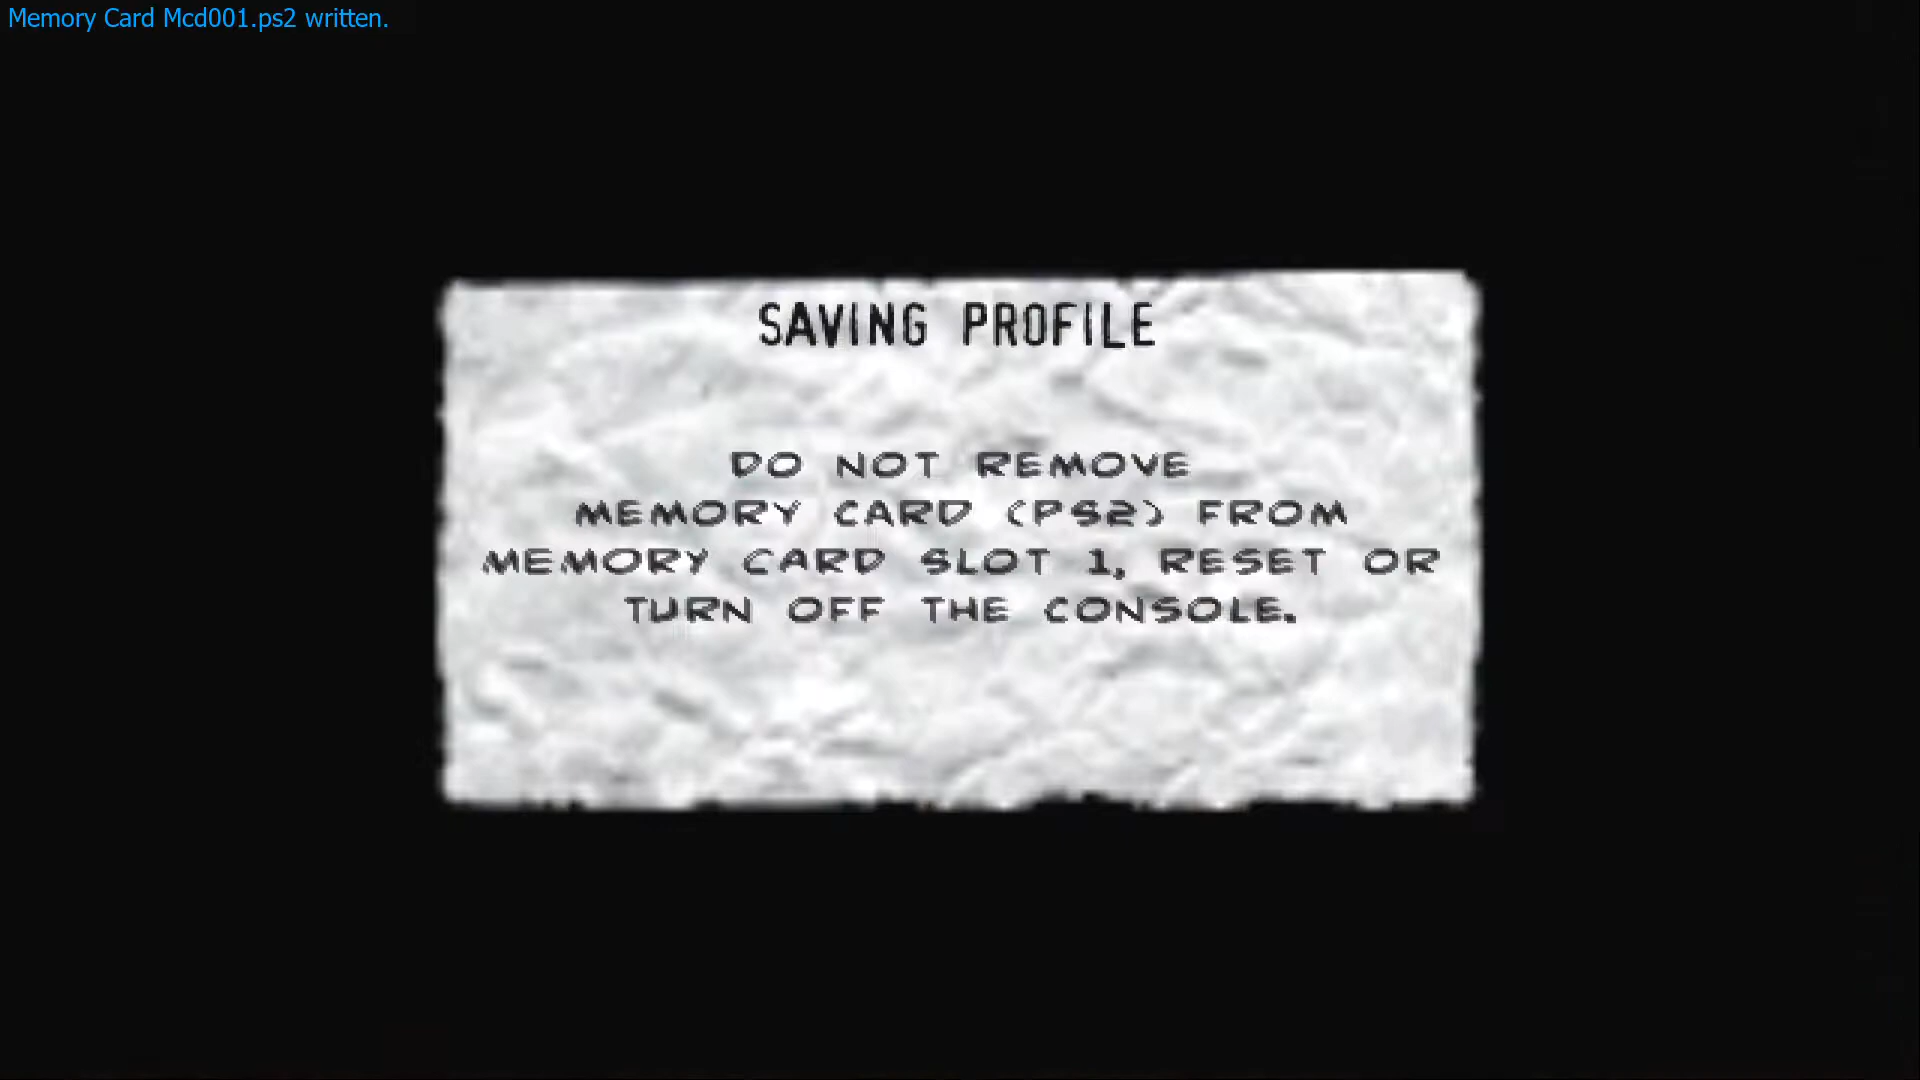 Memory Card Mcd001.ps2 written.
SAVING PROFILE
DO NOT REMOVE
MEMORY CARD (PS2) FROM
MEMORY CARD SLOT 1, RESET OR
TURN OFF THE CONSOLE.